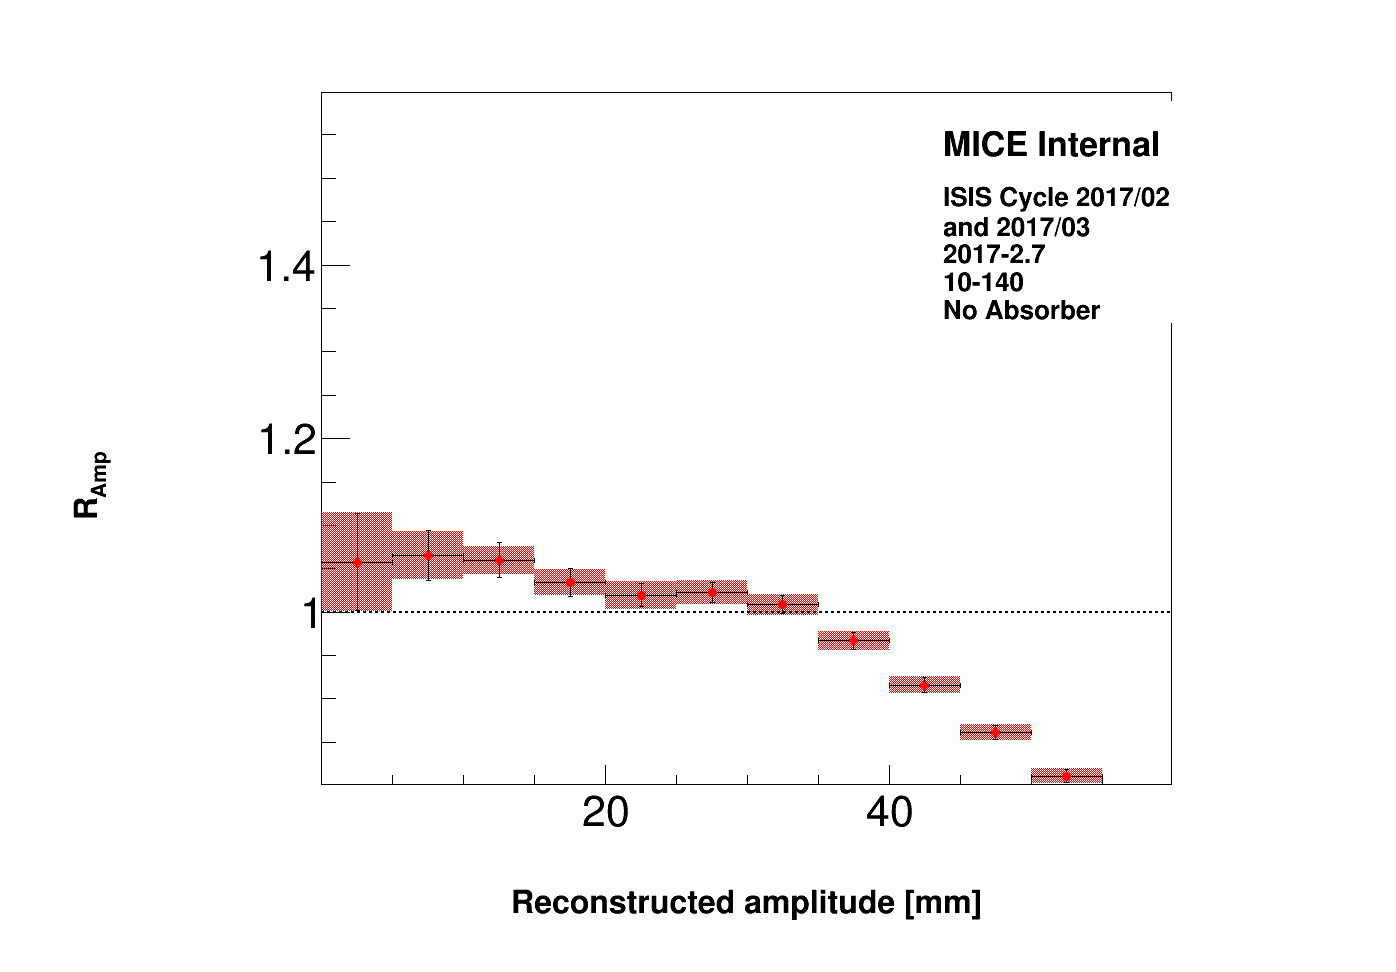 MICE Internal
ISIS Cycle 2017/02
and 2017/03
2017-2.7
10-140
No Absorber
1.4
1.2
1
R_Amp
20 40
Reconstructed amplitude [mm]